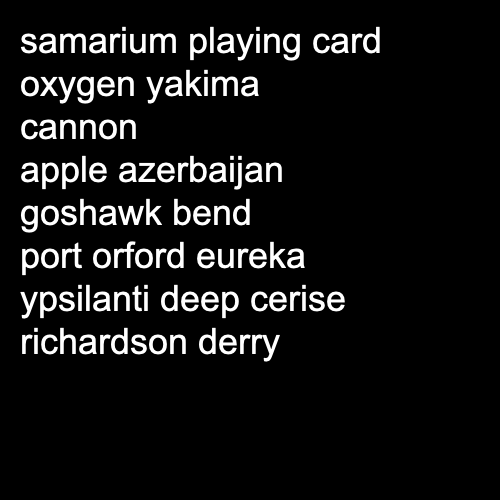 samarium playing card
oxygen yakima
cannon
apple azerbaijan
goshawk bend
port orford eureka
ypsilanti deep cerise
richardson derry